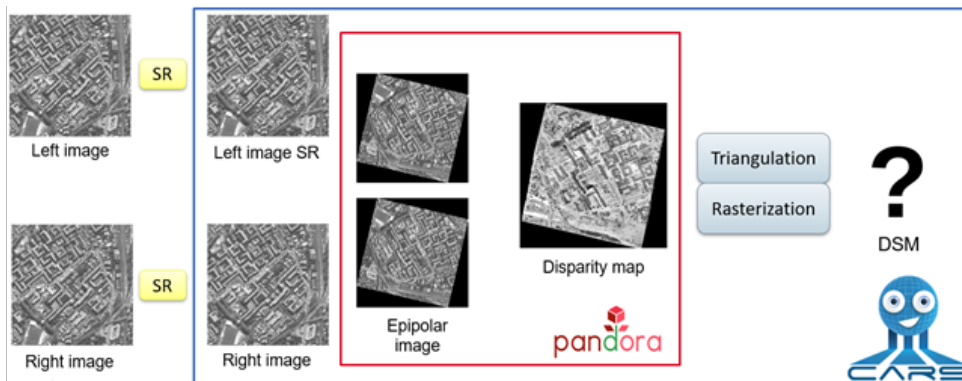 SR
Left image
Left image SR
SR
Right image
Right image
Epipolar
image
Disparity map
pandora
Triangulation
Rasterization
?
DSM
CARS